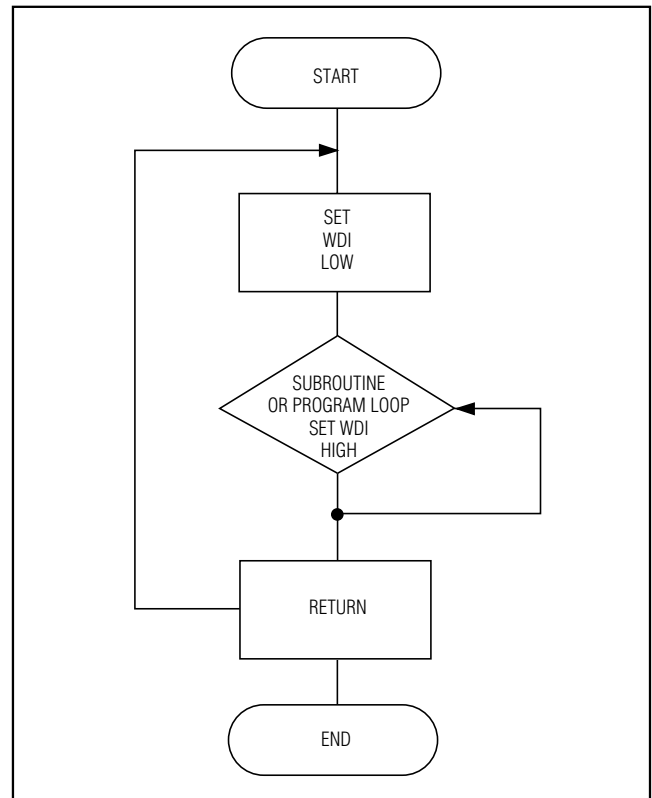 START
SET
WDI
LOW
SUBROUTINE
OR PROGRAM LOOP
SET WDI
HIGH
RETURN
END